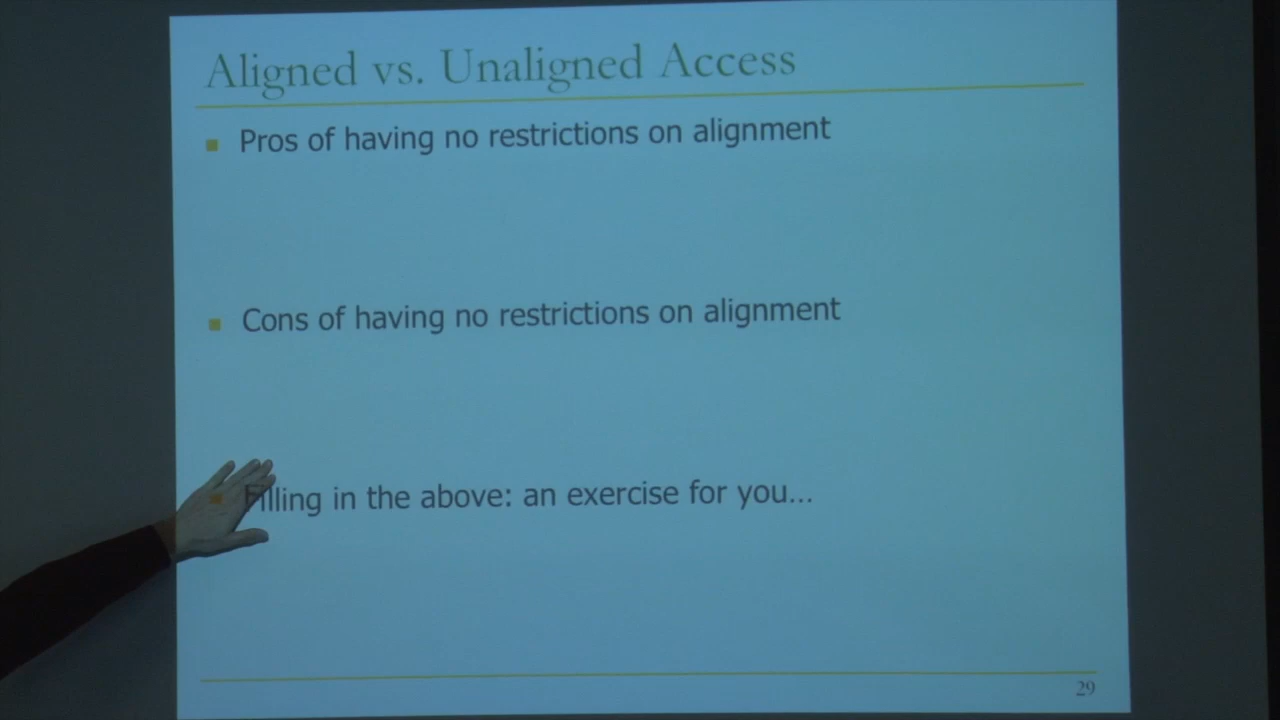 Aligned vs. Unaligned Access
Pros of having no restrictions on alignment
Cons of having no restrictions on alignment
Filling in the above: an exercise for you...
29